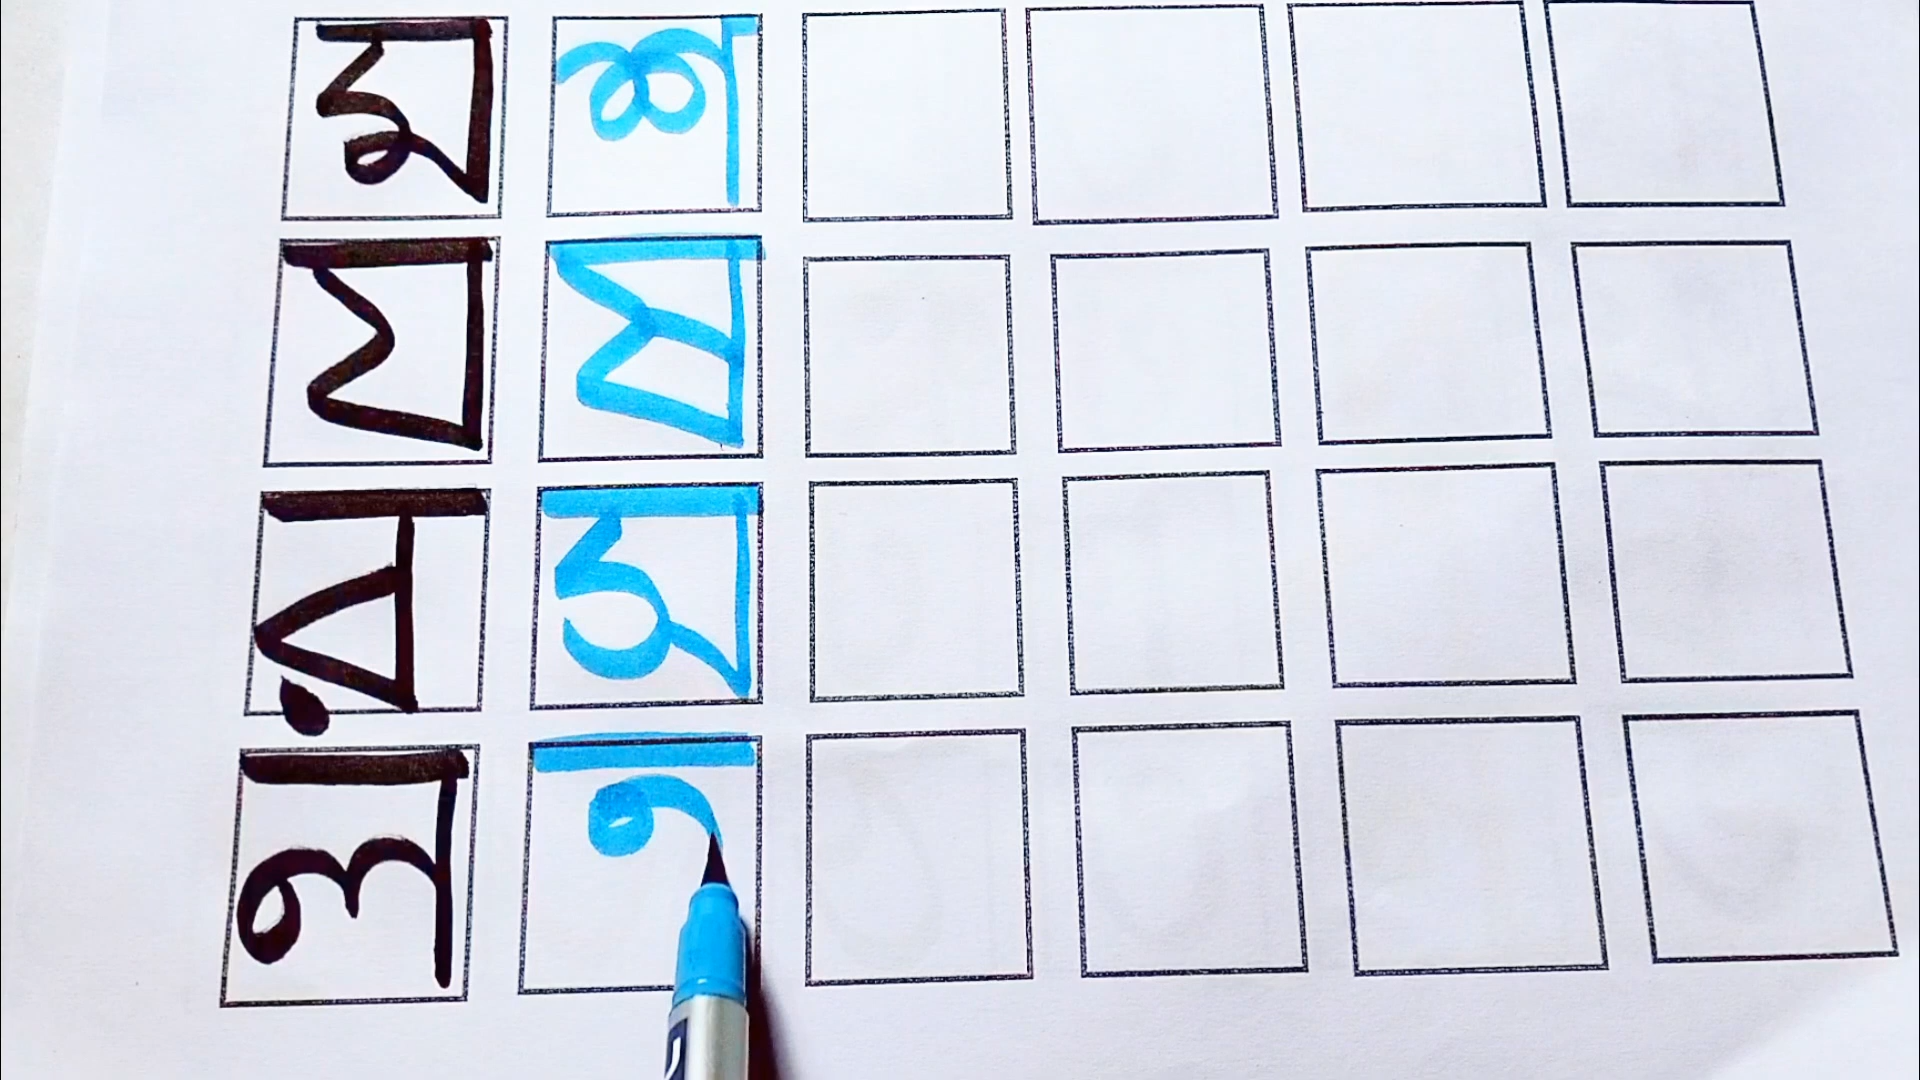 ম শ
য ষ
র স
ল